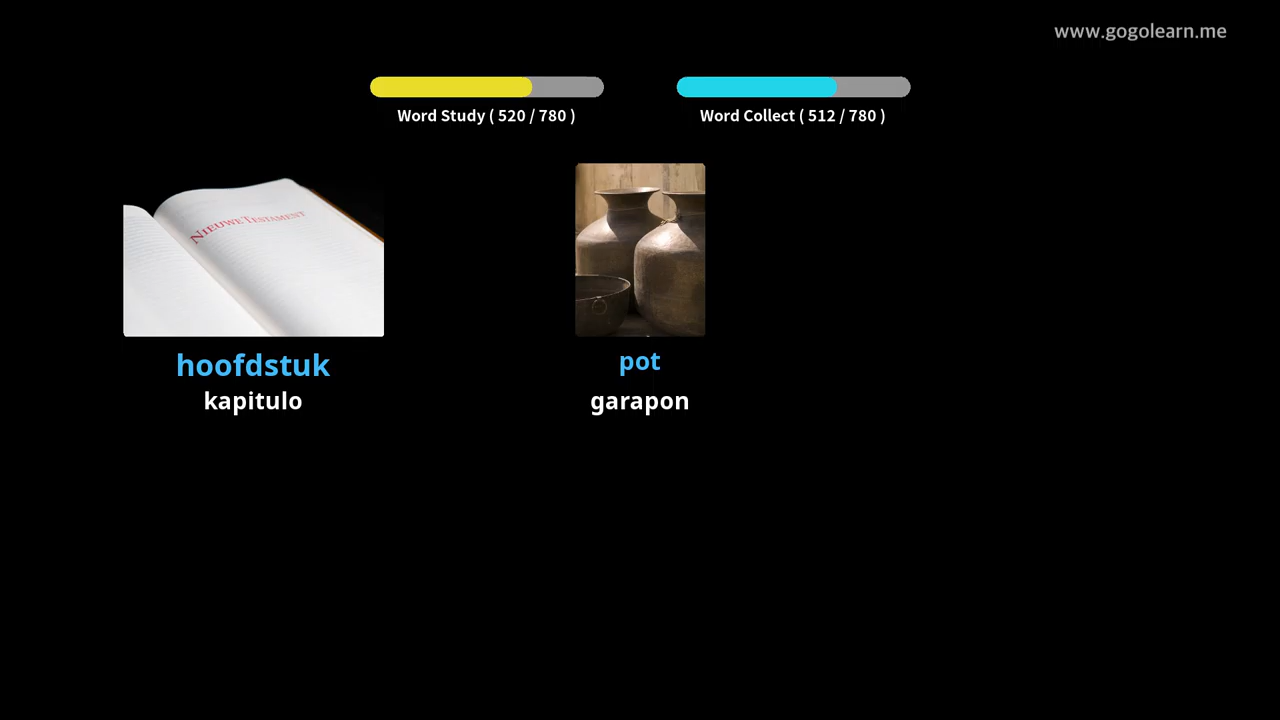 www.gogolearn.me
Word Study ( 520 / 780 )
Word Collect ( 512 / 780 )
NIEUWE TESTAMENT
hoofdstuk
kapitulo
pot
garapon